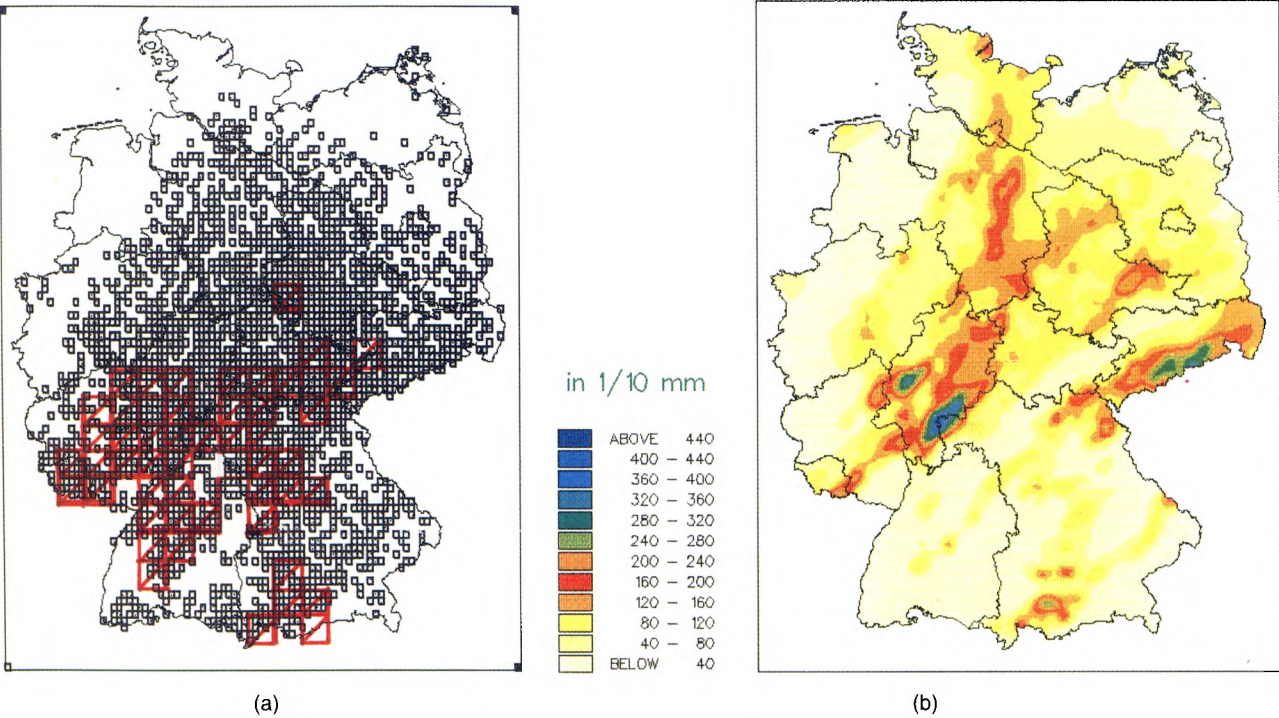 in 1/10 mm
ABOVE 440
400 – 440
360 – 400
320 – 360
280 – 320
240 – 280
200 – 240
160 – 200
120 – 160
80 – 120
40 – 80
BELOW 40
(a)
(b)